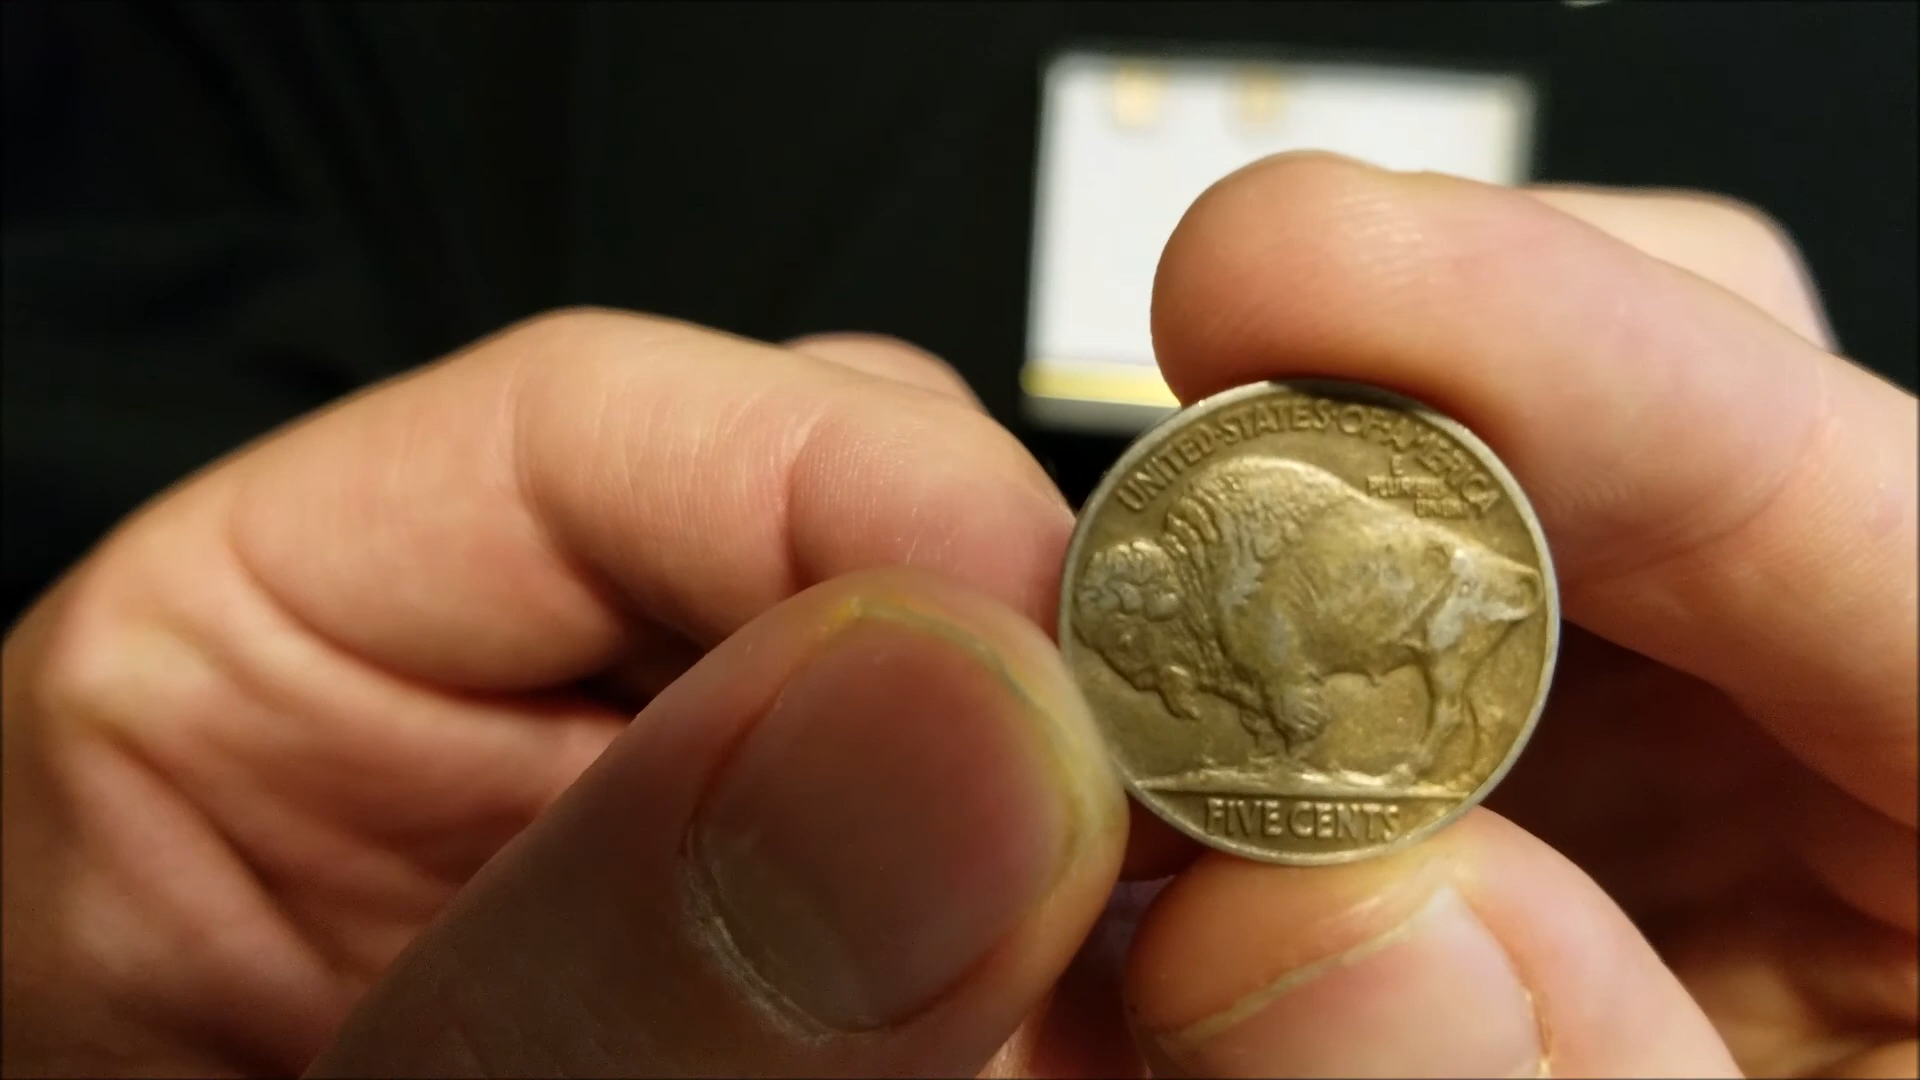 UNITED·STATES·OF·AMERICA
E
PLURIBUS
UNUM
FIVE CENTS